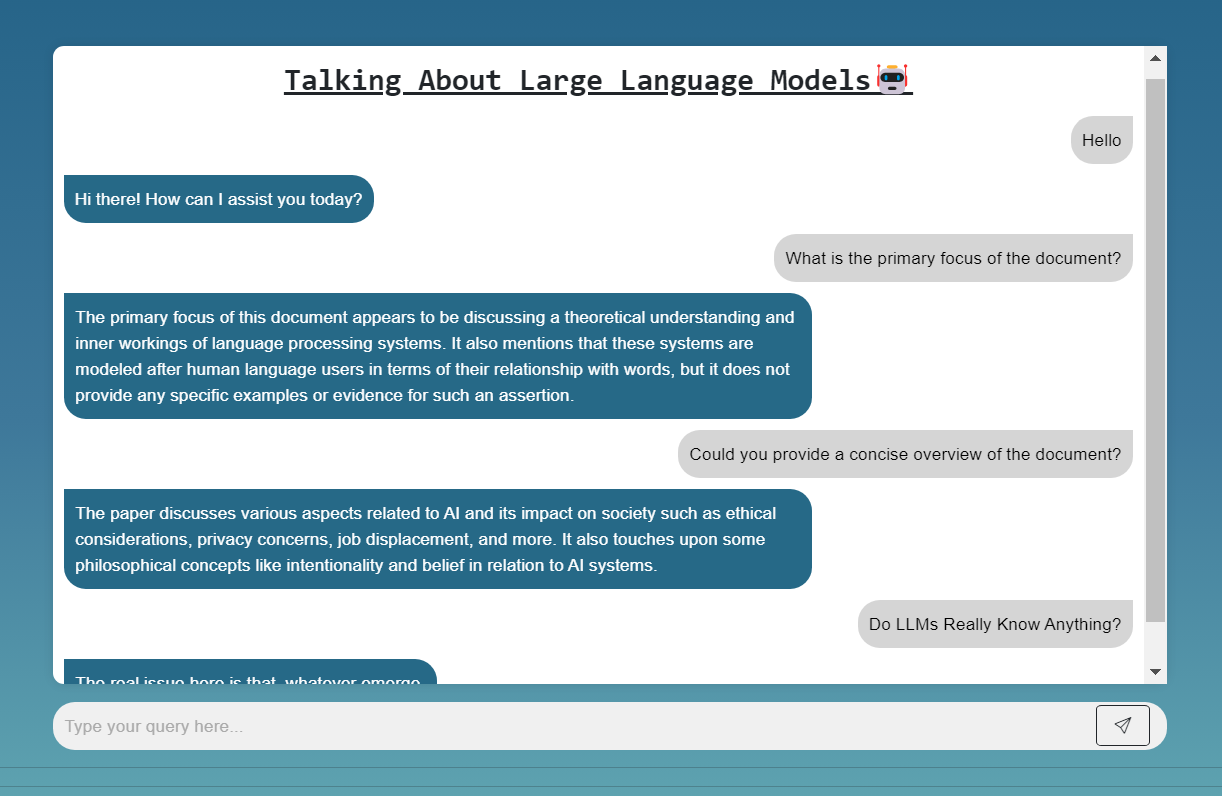 Talking About Large Language Models
Hello
Hi there! How can I assist you today?
What is the primary focus of the document?
The primary focus of this document appears to be discussing a theoretical understanding and
inner workings of language processing systems. It also mentions that these systems are
modeled after human language users in terms of their relationship with words, but it does not
provide any specific examples or evidence for such an assertion.
Could you provide a concise overview of the document?
The paper discusses various aspects related to AI and its impact on society such as ethical
considerations, privacy concerns, job displacement, and more. It also touches upon some
philosophical concepts like intentionality and belief in relation to AI systems.
Do LLMs Really Know Anything?
The real issue here is that, whatever emerge
Type your query here...